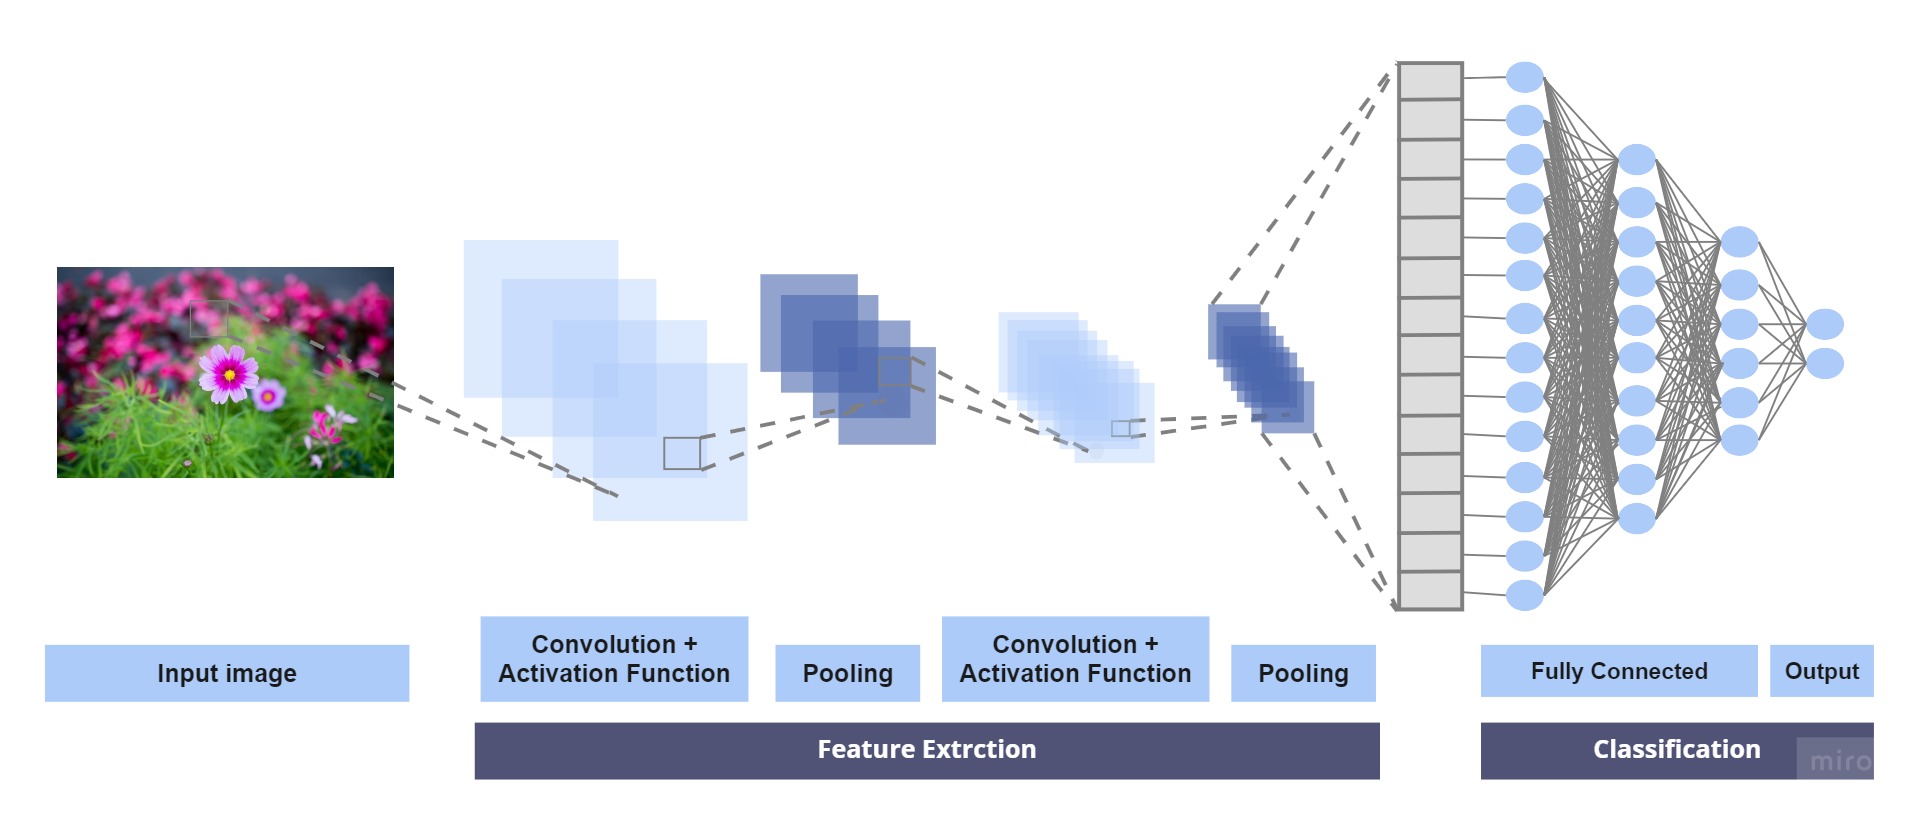 Input image
Convolution +
Activation Function
Pooling
Convolution +
Activation Function
Pooling
Fully Connected
Output
Feature Extrction
Classification
miro